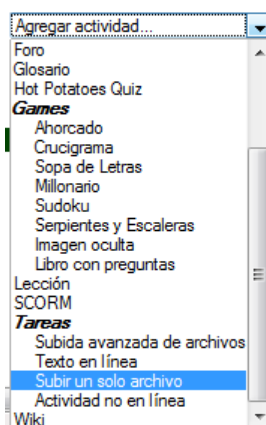 Agregar actividad...
Foro
Glosario
Hot Potatoes Quiz
Games
Ahorcado
Crucigrama
Sopa de Letras
Millonario
Sudoku
Serpientes y Escaleras
Imagen oculta
Libro con preguntas
Lección
SCORM
Tareas
Subida avanzada de archivos
Texto en línea
Subir un solo archivo
Actividad no en línea
Wiki